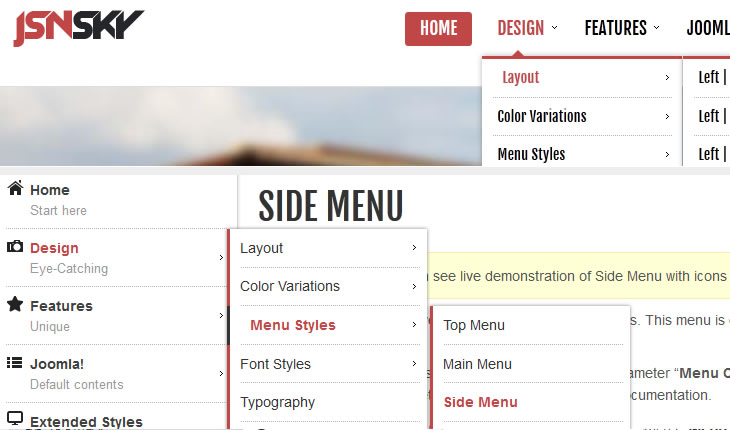 JSNSKY
HOME DESIGN FEATURES JOOML
Layout
Left |
Color Variations
Left |
Menu Styles
Left |
Home
Start here
Design
Eye-Catching
Features
Unique
Joomla!
Default contents
Extended Styles
SIDE MENU
see live demonstration of Side Menu with icons
s. This menu is
ameter “Menu
ocumentation.
Layout
Color Variations
Menu Styles
Font Styles
Typography
Top Menu
Main Menu
Side Menu